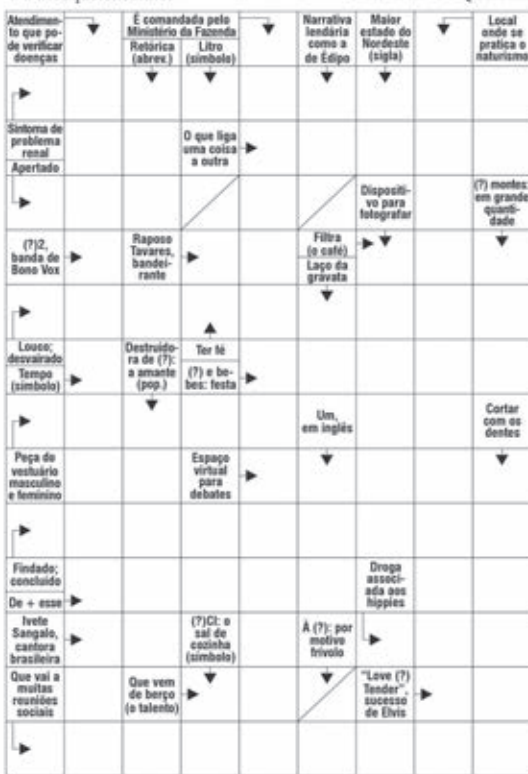 Atendimen-
to que po-
de verificar
doenças
É comandada pelo
Ministério da Fazenda
Retórica
(abrev.)
Litro
(símbolo)
Narrativa
lendária
como a
de Édipo
Maior
estado do
Nordeste
(sigla)
Local
onde se
pratica o
naturismo
Sintoma de
problema
renal
Apertado
O que liga
uma coisa
a outra
Dispositi-
vo para
fotografar
(?) montes:
em grande
quanti-
dade
(?)2,
banda de
Bono Vox
Raposo
Tavares,
bandei-
rante
Filtra
(o café)
Laço da
gravata
Louco;
desvairado
Tempo
(símbolo)
Destruido-
ra de (?):
a amante
(pop.)
Ter fé
(?) e be-
bes: festa
Um,
em inglês
Cortar
com os
dentes
Peça do
vestuário
masculino
e feminino
Espaço
virtual
para
debates
Findado;
concluído
De + esse
Droga
associ-
ada aos
hippies
Ivete
Sangalo,
cantora
brasileira
(?)Cl: o
sal de
cozinha
(símbolo)
À (?): por
motivo
frívolo
Que vai a
muitas
reuniões
sociais
Que vem
de berço
(o talento)
"Love (?)
Tender",
sucesso
de Elvis